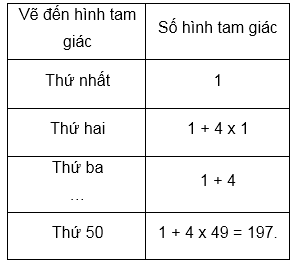 Vẽ đến hình tam
giác
Số hình tam giác
Thứ nhất
1
Thứ hai
1 + 4 x 1
Thứ ba
...
1 + 4
Thứ 50
1 + 4 x 49 = 197.